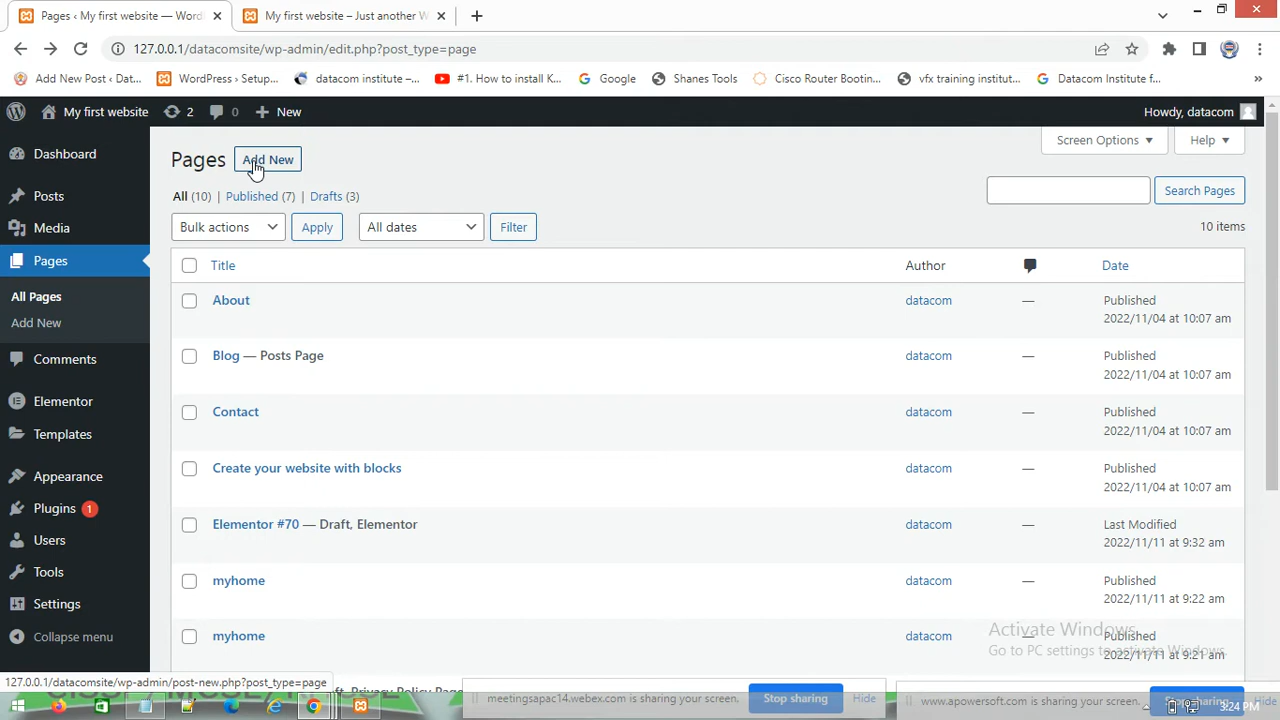 Pages ‹ My first website — Word
My first website – Just another W
127.0.0.1/datacomsite/wp-admin/edit.php?post_type=page
Add New Post ‹ Dat...
WordPress › Setup...
datacom institute –...
#1. How to install K...
Google
Shanes Tools
Cisco Router Bootin...
vfx training institut...
Datacom Institute f...
»
My first website
2
0
New
Howdy, datacom
Dashboard
Posts
Media
Pages
All Pages
Add New
Comments
Elementor
Templates
Appearance
Plugins 1
Users
Tools
Settings
Collapse menu
Pages
Add New
Screen Options
Help
All (10) | Published (7) | Drafts (3)
Search Pages
Bulk actions
Apply
All dates
Filter
10 items
Title
Author
Date
About
datacom
—
Published
2022/11/04 at 10:07 am
Blog — Posts Page
datacom
—
Published
2022/11/04 at 10:07 am
Contact
datacom
—
Published
2022/11/04 at 10:07 am
Create your website with blocks
datacom
—
Published
2022/11/04 at 10:07 am
Elementor #70 — Draft, Elementor
datacom
—
Last Modified
2022/11/11 at 9:32 am
myhome
datacom
—
Published
2022/11/11 at 9:22 am
myhome
datacom
—
Published
2022/11/11 at 9:21 am
Activate Windows
Go to PC settings to activate Windows.
127.0.0.1/datacomsite/wp-admin/post-new.php?post_type=page
Privacy Policy Page
meetingsapac14.webex.com is sharing your screen.
Stop sharing
Hide
www.apowersoft.com is sharing your screen.
Stop sharing
Hide
3:24 PM